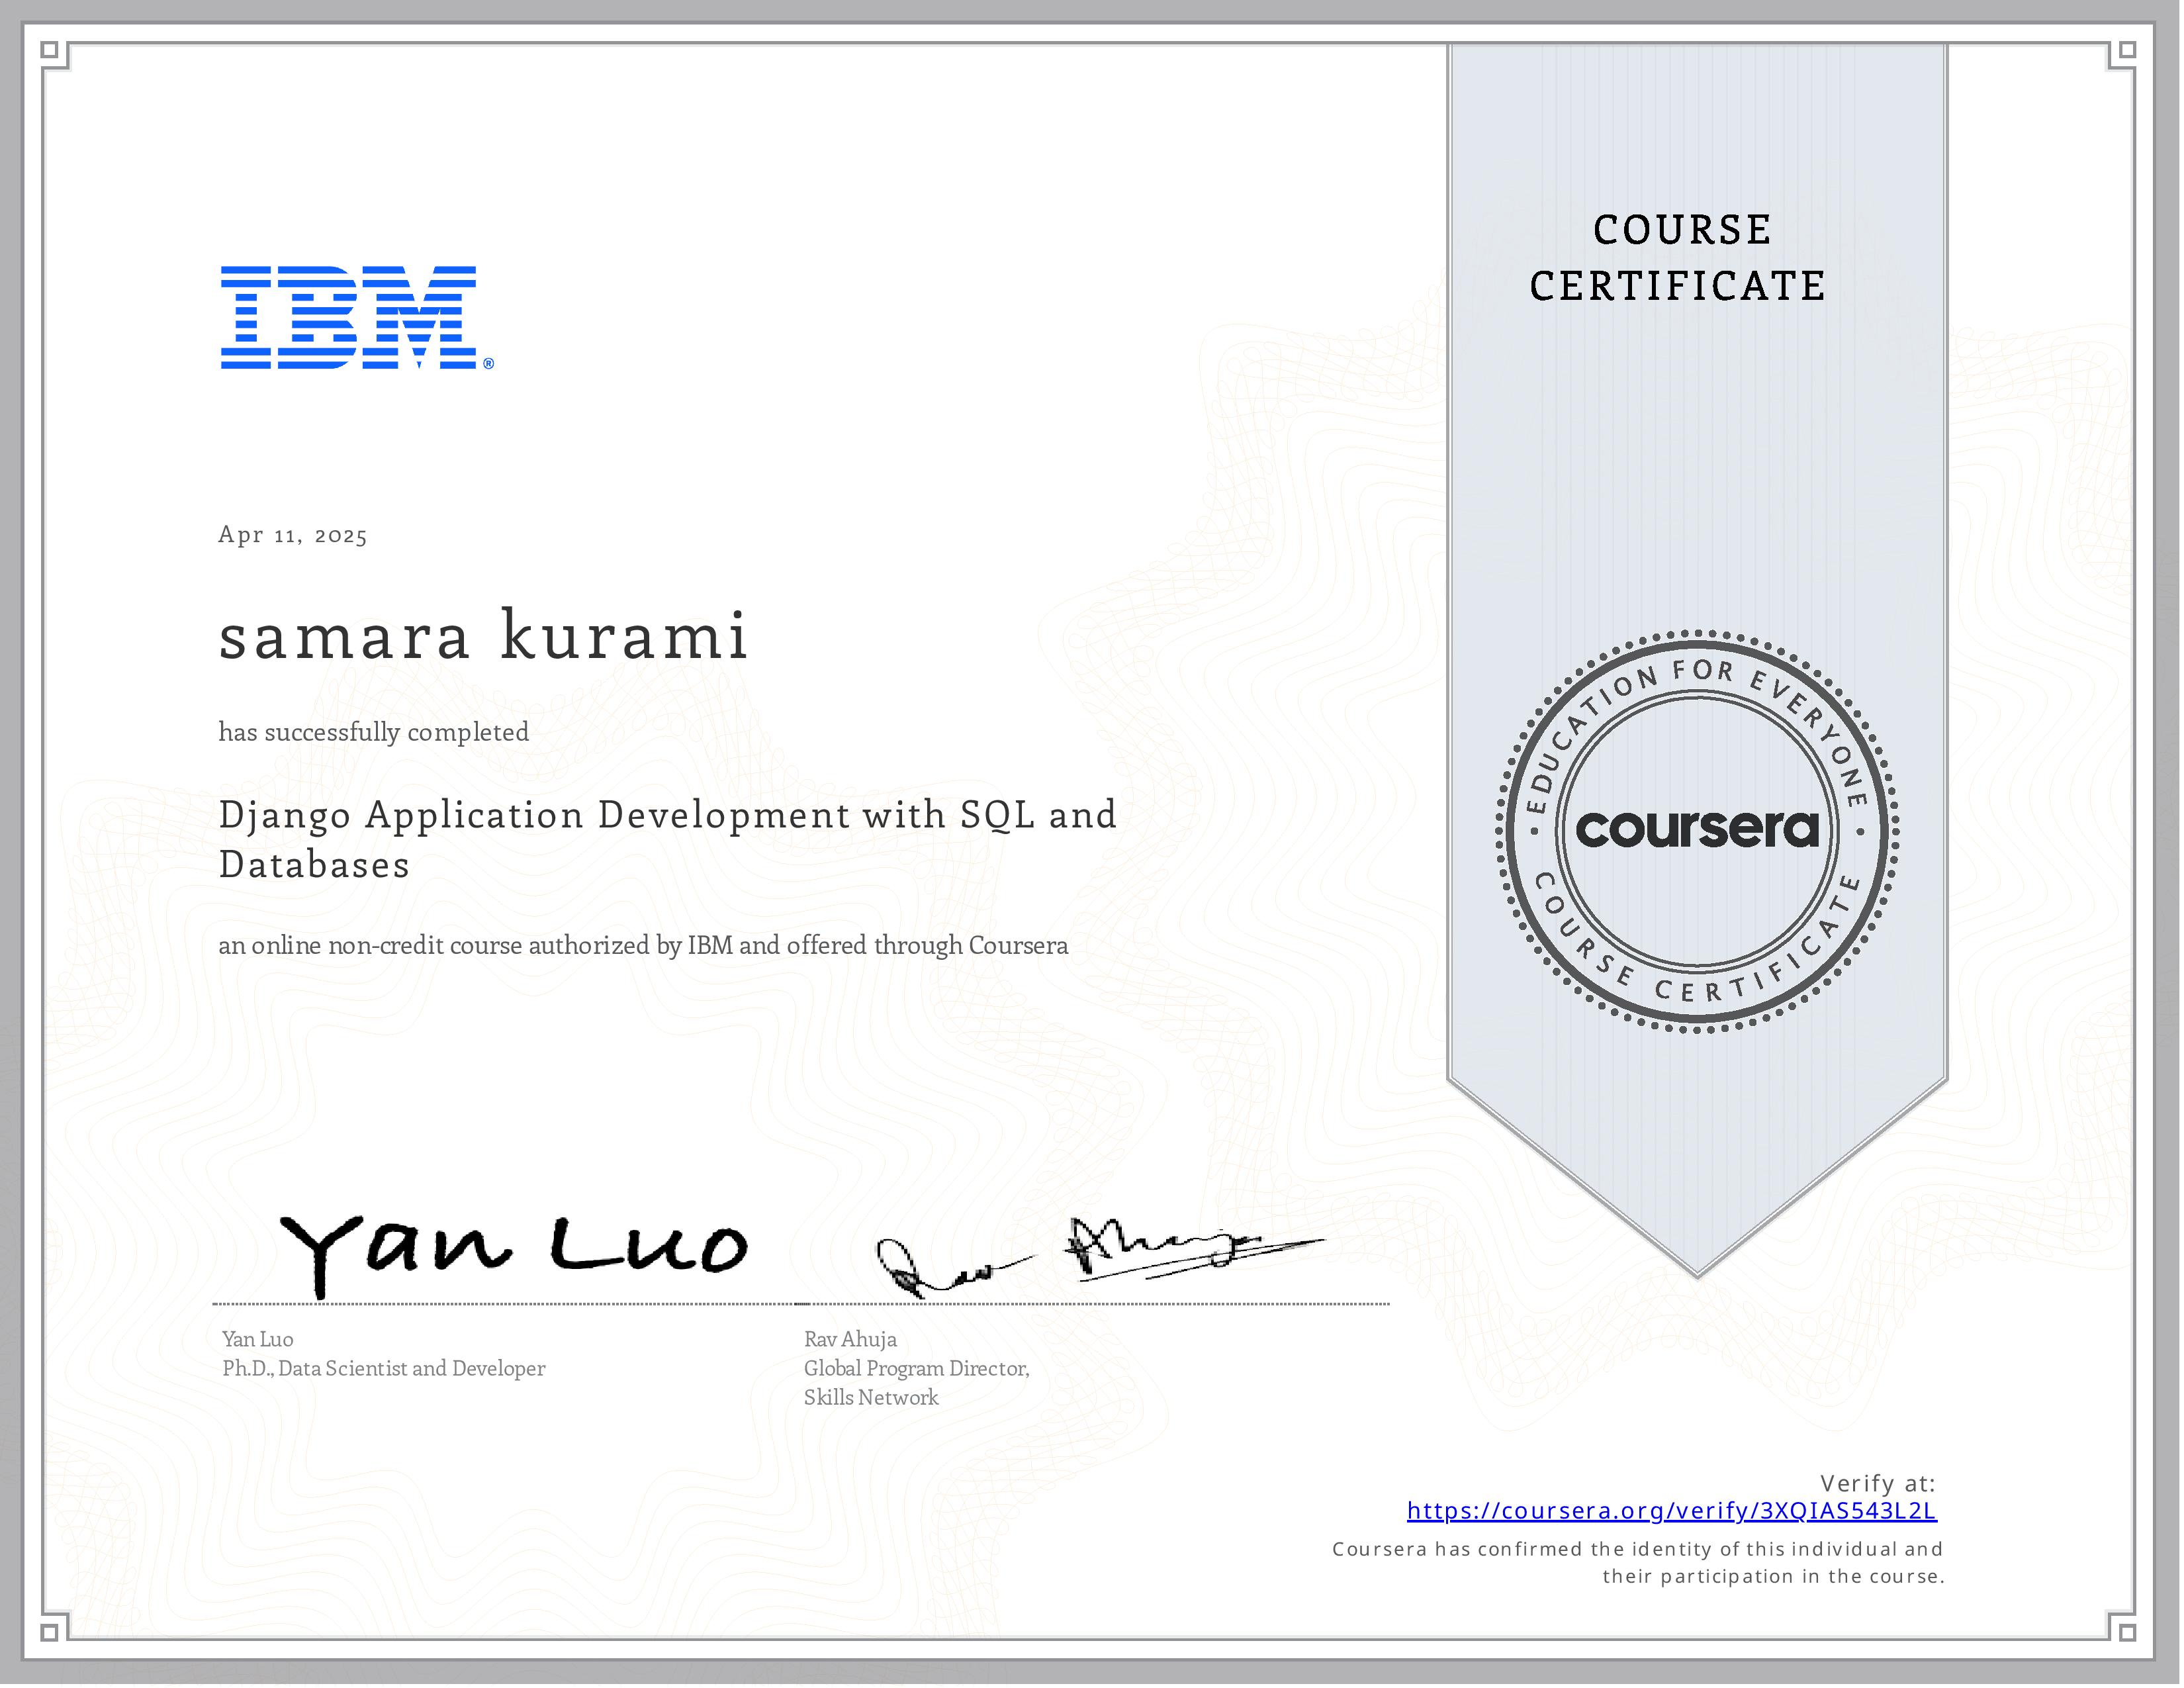 COURSE
CERTIFICATE
IBM®
Apr 11, 2025
samara kurami
has successfully completed
Django Application Development with SQL and
Databases
an online non-credit course authorized by IBM and offered through Coursera
EDUCATION FOR EVERYONE
coursera
COURSE CERTIFICATE
Yan Luo
Yan Luo
Ph.D., Data Scientist and Developer
Rav Ahuja
Rav Ahuja
Global Program Director,
Skills Network
Verify at:
https://coursera.org/verify/3XQIAS543L2L
Coursera has confirmed the identity of this individual and
their participation in the course.